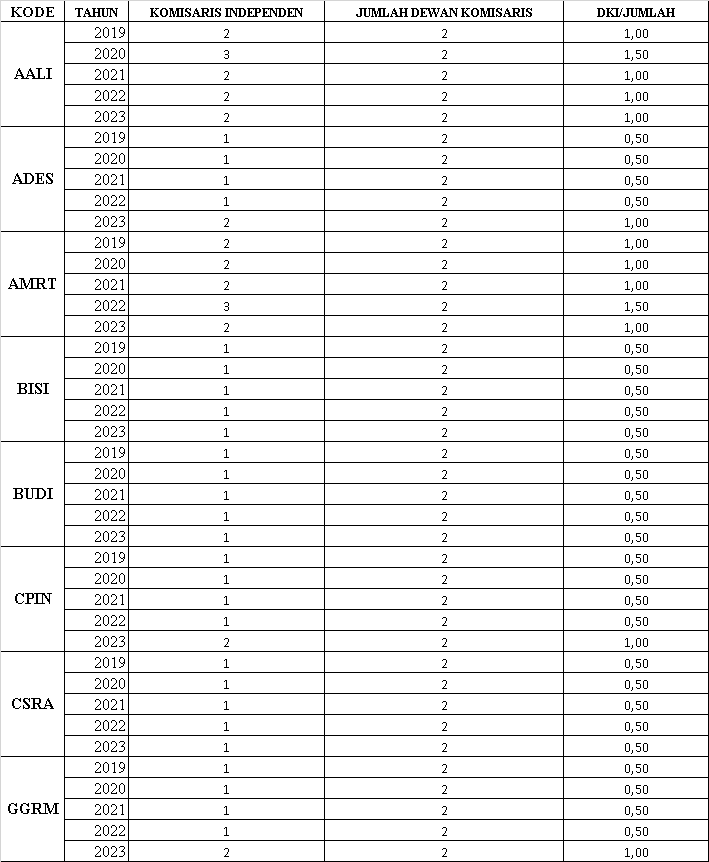 KODE TAHUN KOMISARIS INDEPENDEN JUMLAH DEWAN KOMISARIS DKI/JUMLAH
2019 2 2 1,00
2020 3 2 1,50
AALI 2021 2 2 1,00
2022 2 2 1,00
2023 2 2 1,00
2019 1 2 0,50
2020 1 2 0,50
ADES 2021 1 2 0,50
2022 1 2 0,50
2023 2 2 1,00
2019 2 2 1,00
2020 2 2 1,00
AMRT 2021 2 2 1,00
2022 3 2 1,50
2023 2 2 1,00
2019 1 2 0,50
2020 1 2 0,50
BISI 2021 1 2 0,50
2022 1 2 0,50
2023 1 2 0,50
2019 1 2 0,50
2020 1 2 0,50
BUDI 2021 1 2 0,50
2022 1 2 0,50
2023 1 2 0,50
2019 1 2 0,50
2020 1 2 0,50
CPIN 2021 1 2 0,50
2022 1 2 0,50
2023 2 2 1,00
2019 1 2 0,50
2020 1 2 0,50
CSRA 2021 1 2 0,50
2022 1 2 0,50
2023 1 2 0,50
2019 1 2 0,50
2020 1 2 0,50
GGRM 2021 1 2 0,50
2022 1 2 0,50
2023 2 2 1,00